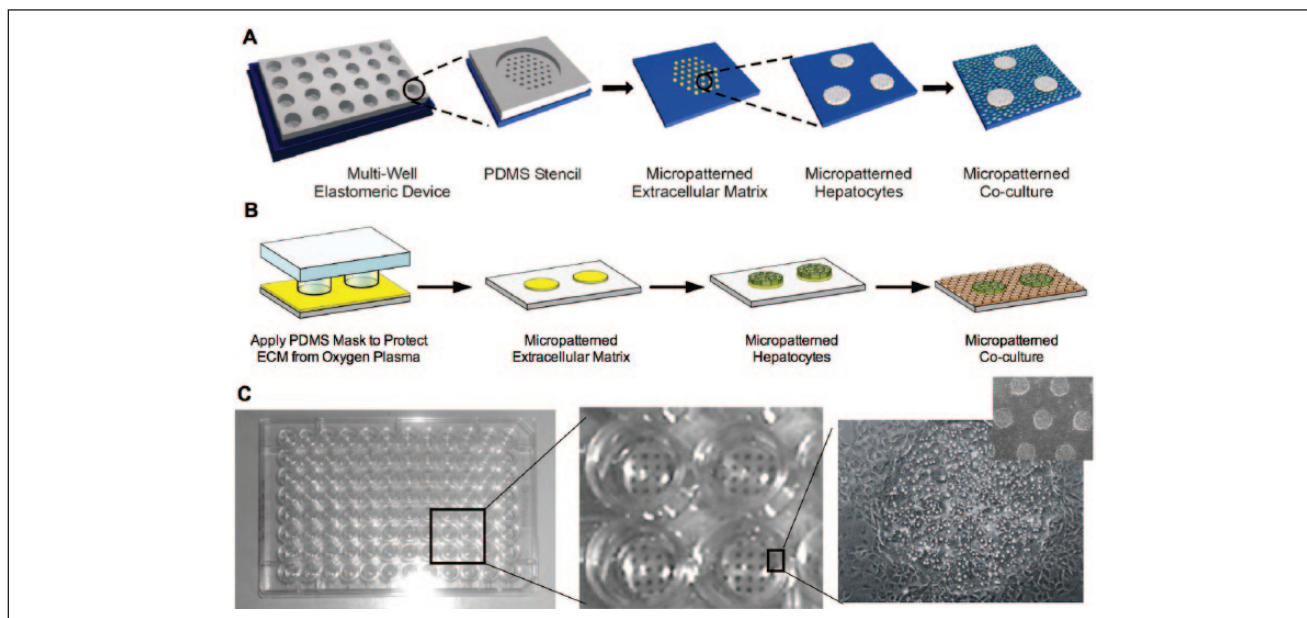 A
Multi-Well
Elastomeric Device
PDMS Stencil
Micropatterned
Extracellular Matrix
Micropatterned
Hepatocytes
Micropatterned
Co-culture
B
Apply PDMS Mask to Protect
ECM from Oxygen Plasma
Micropatterned
Extracellular Matrix
Micropatterned
Hepatocytes
Micropatterned
Co-culture
C